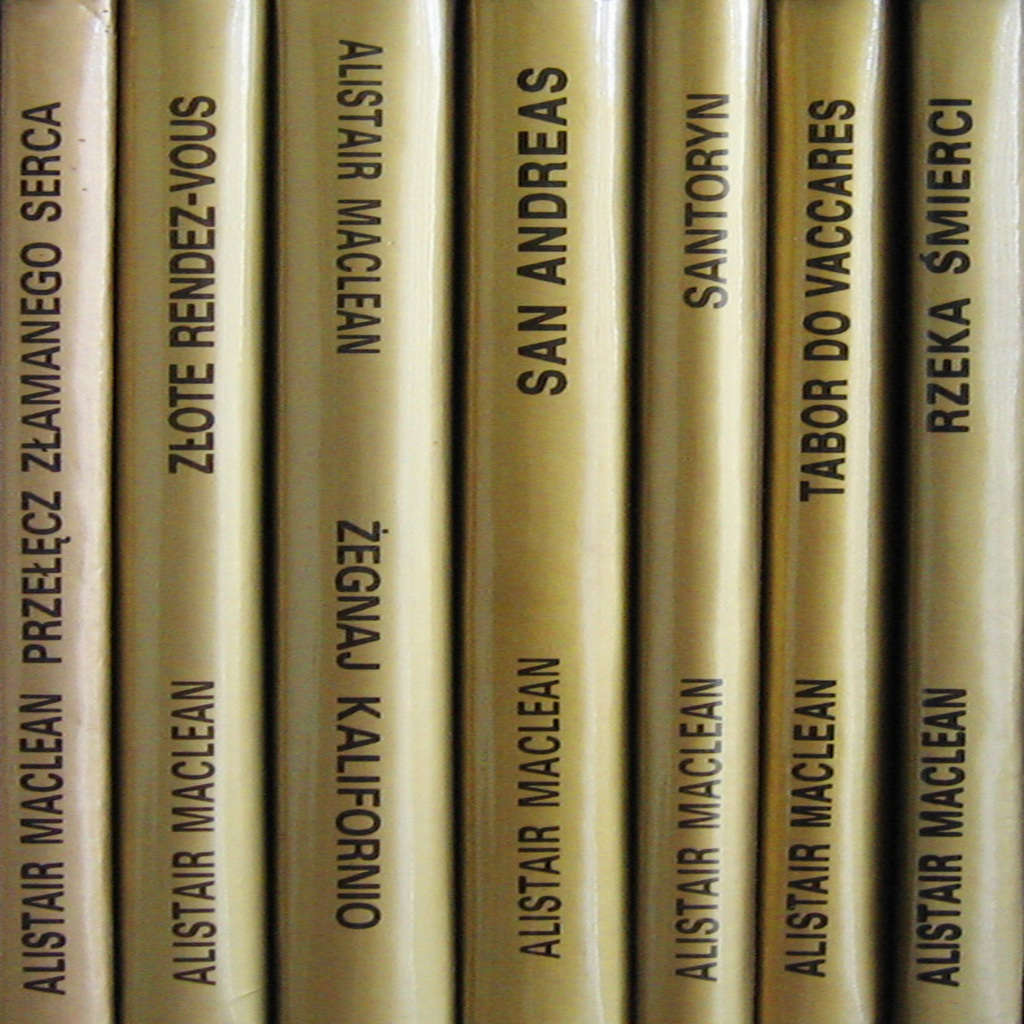 ALISTAIR MACLEAN PRZEŁĘCZ ZŁAMANEGO SERCA
ALISTAIR MACLEAN ZŁOTE RENDEZ-VOUS
ALISTAIR MACLEAN ŻEGNAJ KALIFORNIO
ALISTAIR MACLEAN SAN ANDREAS
ALISTAIR MACLEAN SANTORYN
ALISTAIR MACLEAN TABOR DO VACCARES
ALISTAIR MACLEAN RZEKA ŚMIERCI